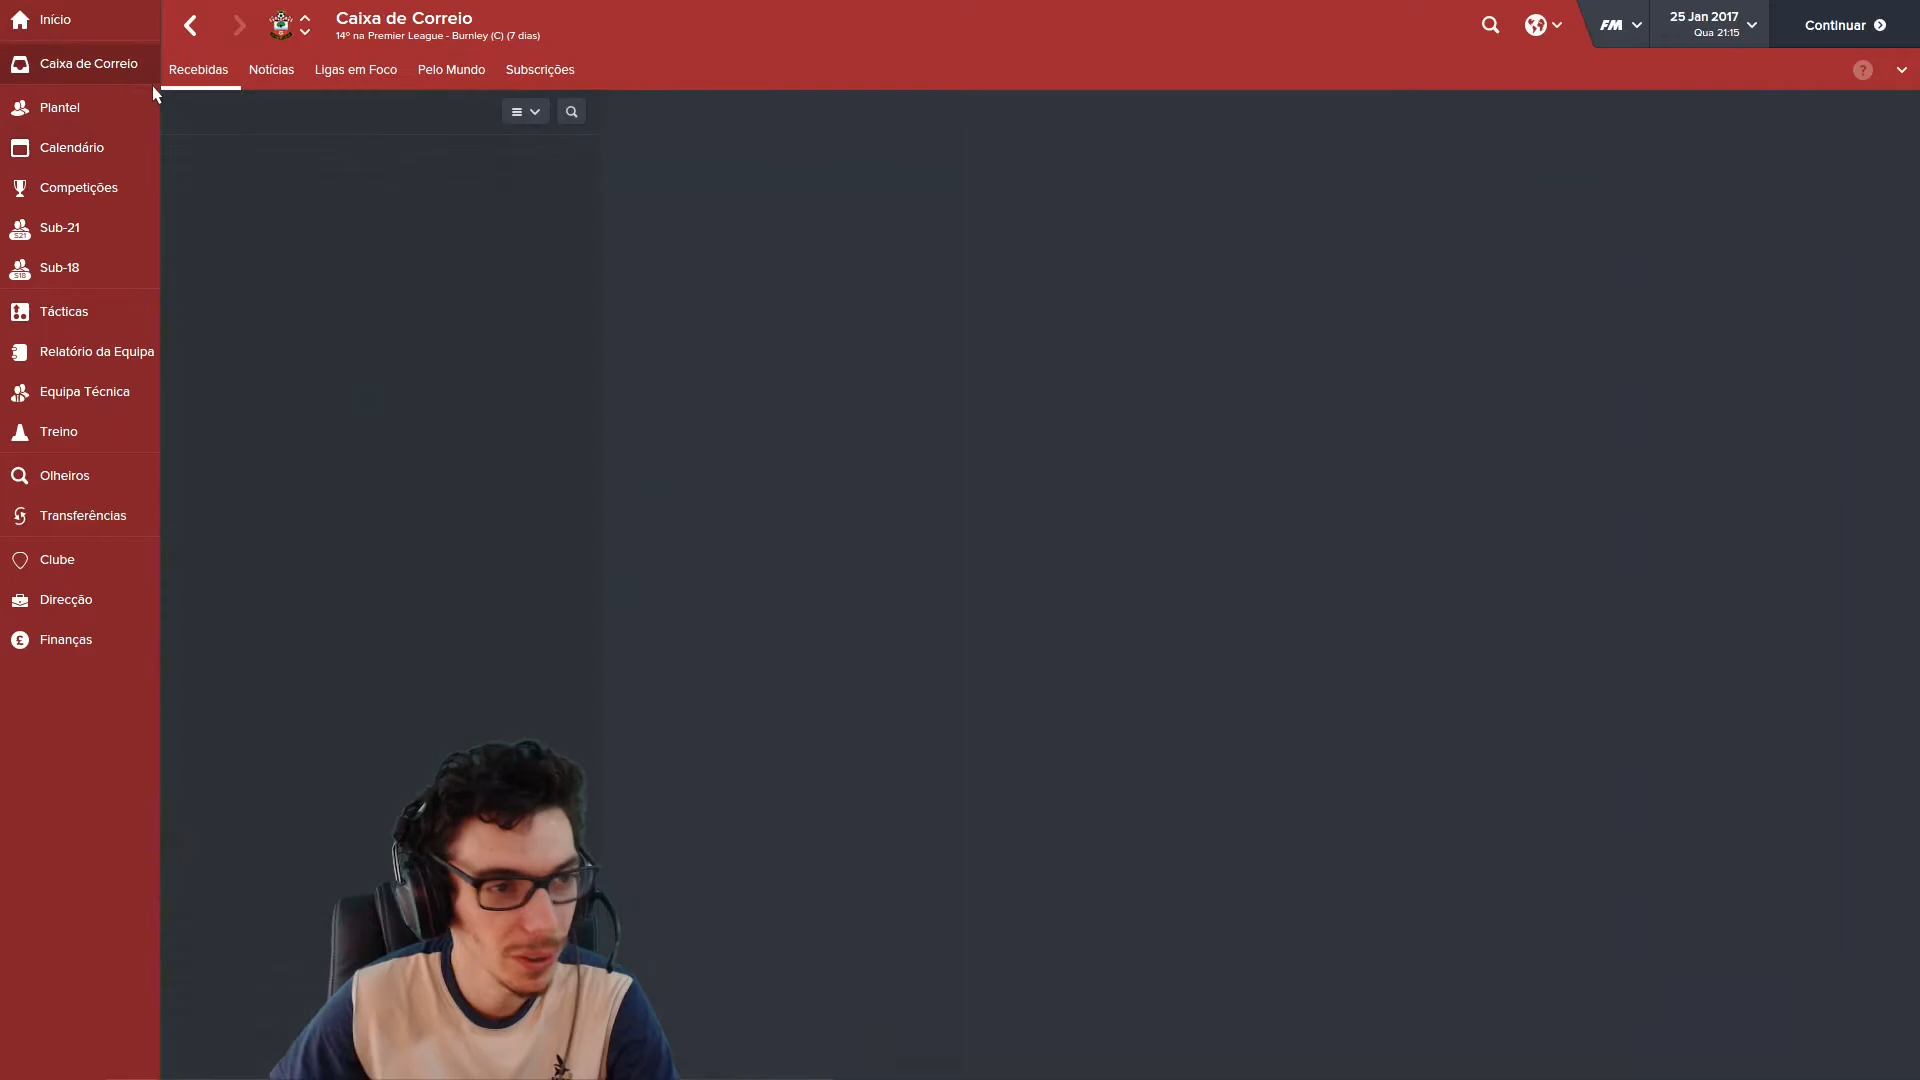 Início
Caixa de Correio
Plantel
Calendário
Competições
Sub-21
Sub-18
Tácticas
Relatório da Equipa
Equipa Técnica
Treino
Olheiros
Transferências
Clube
Direcção
Finanças
Caixa de Correio
14º na Premier League - Burnley (C) (7 dias)
Recebidas
Notícias
Ligas em Foco
Pelo Mundo
Subscrições
FM
25 Jan 2017
Qua 21:15
Continuar
?
S21
S18
£